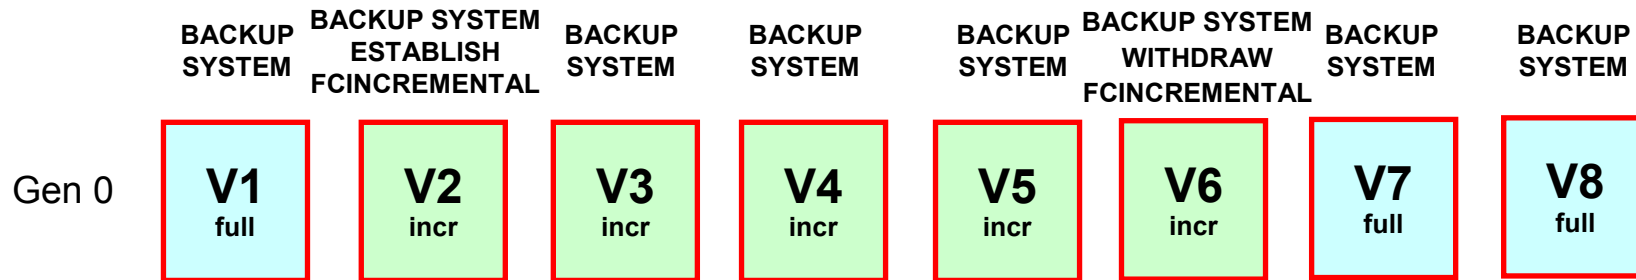 BACKUP
SYSTEM
BACKUP SYSTEM
ESTABLISH
FCINCREMENTAL
BACKUP
SYSTEM
BACKUP
SYSTEM
BACKUP
SYSTEM
BACKUP SYSTEM
WITHDRAW
FCINCREMENTAL
BACKUP
SYSTEM
BACKUP
SYSTEM
Gen 0
V1
full
V2
incr
V3
incr
V4
incr
V5
incr
V6
incr
V7
full
V8
full